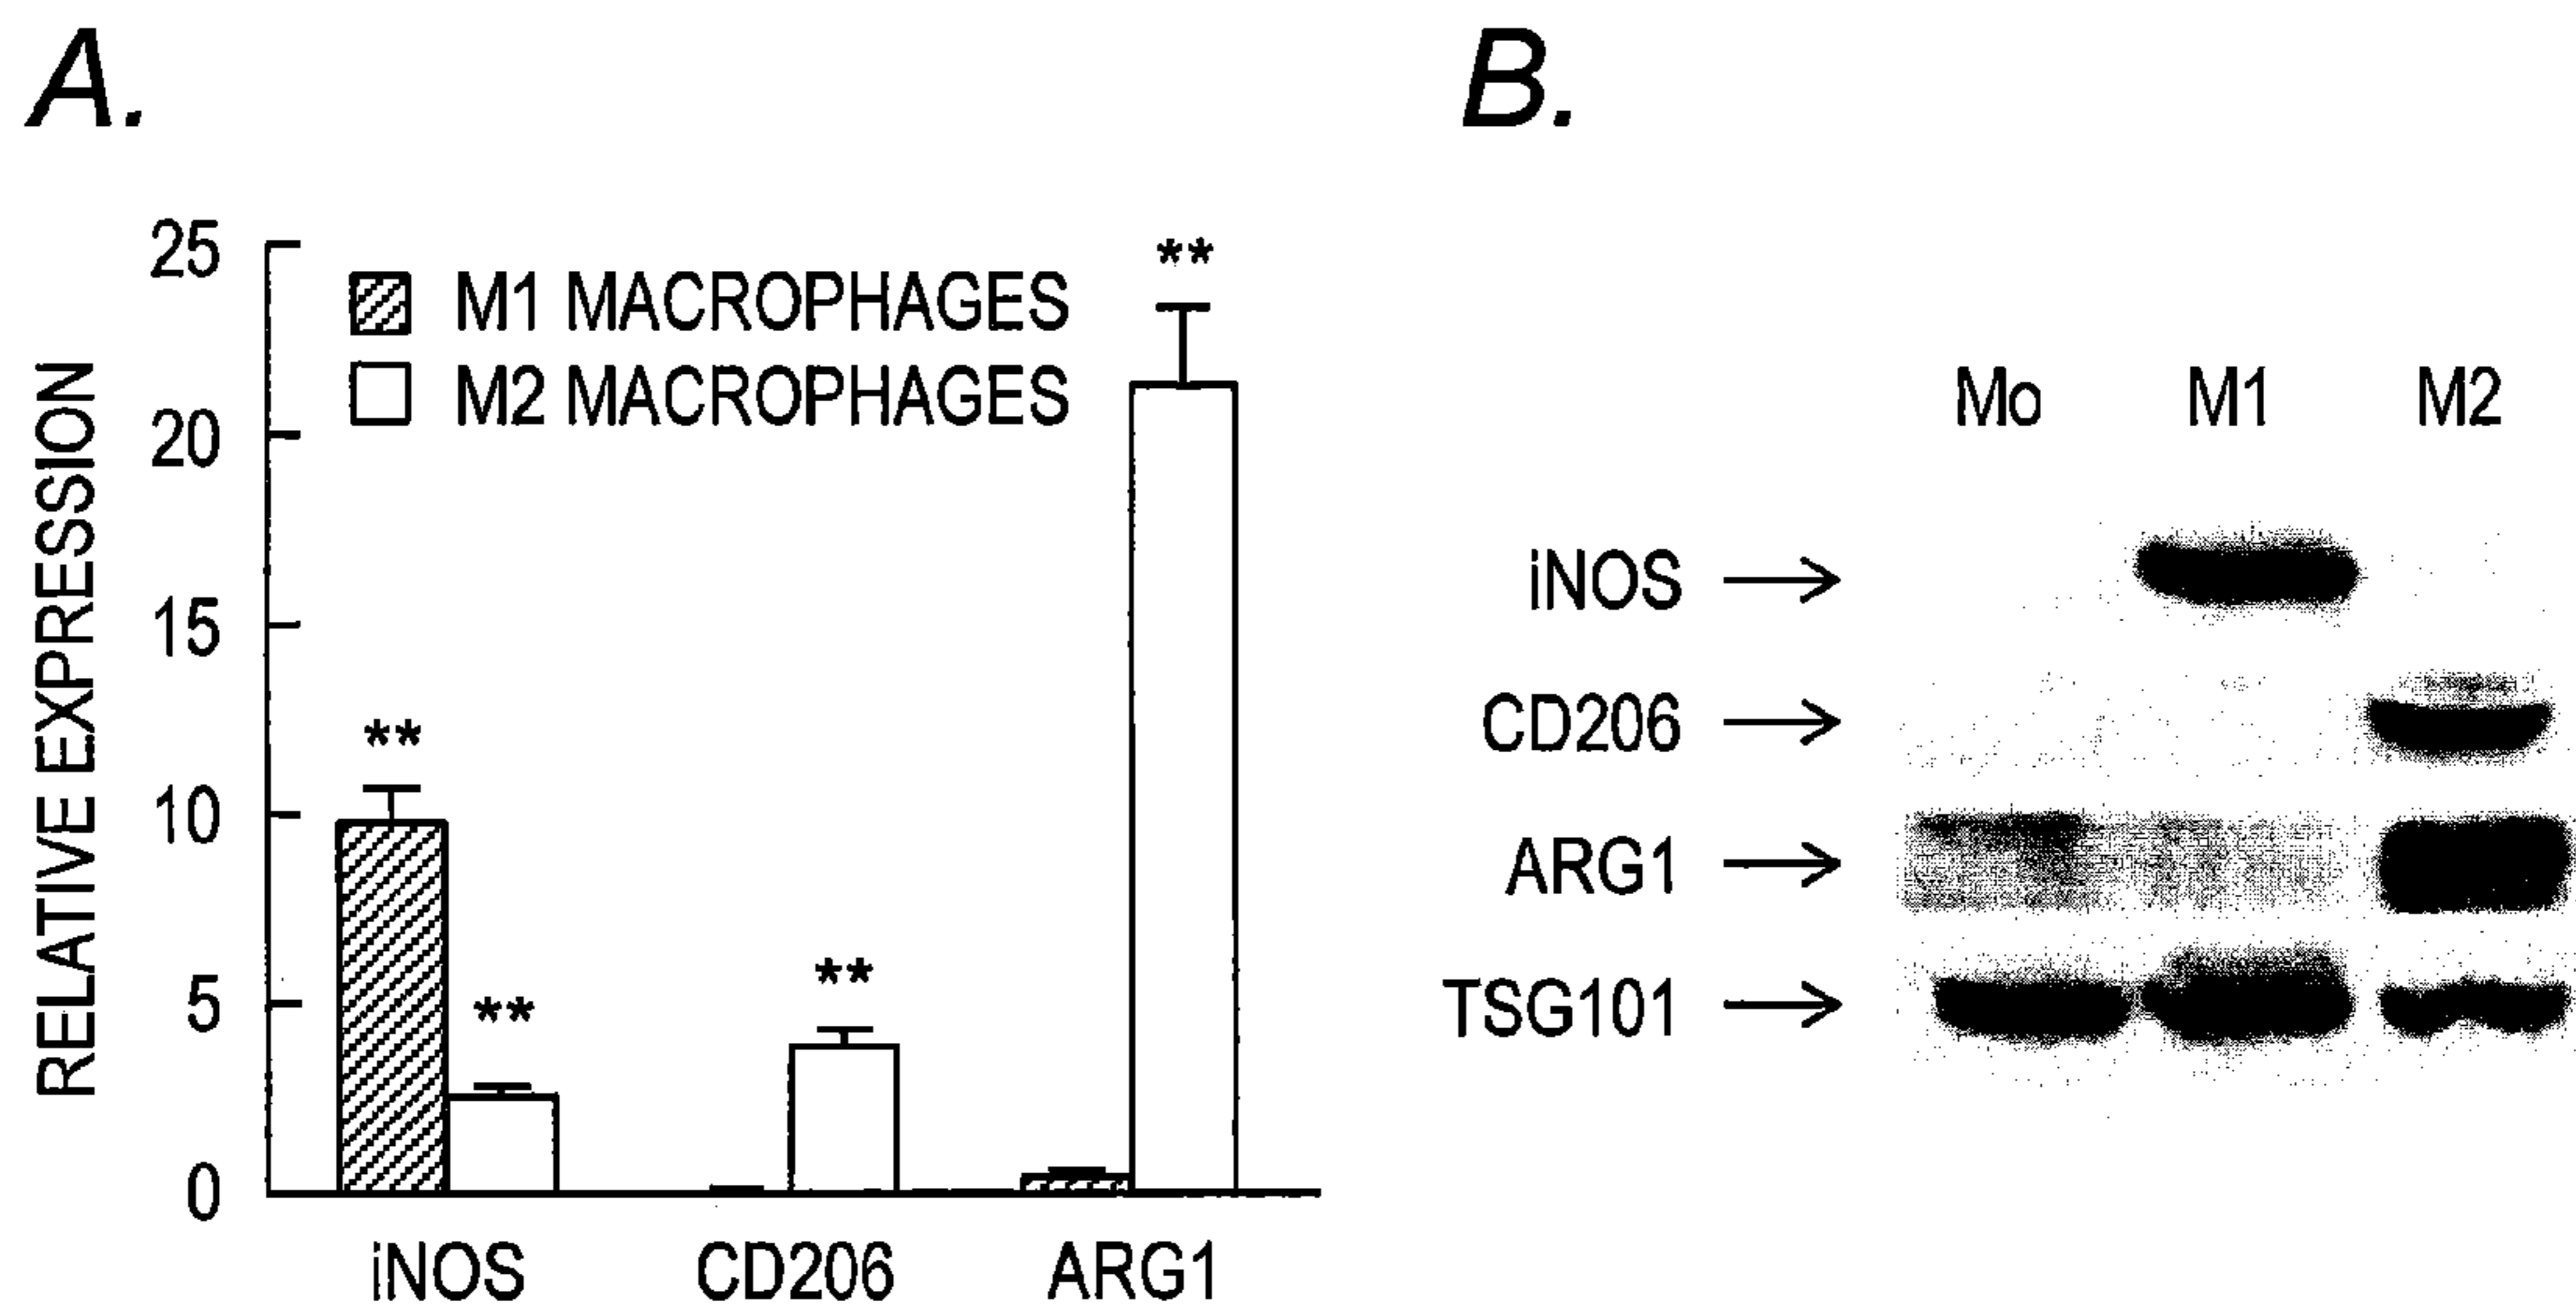 A.
RELATIVE EXPRESSION
25
20
15
10
5
0
M1 MACROPHAGES
M2 MACROPHAGES
**
**
**
**
iNOS
CD206
ARG1
B.
Mo M1 M2
iNOS →
CD206 →
ARG1 →
TSG101 →